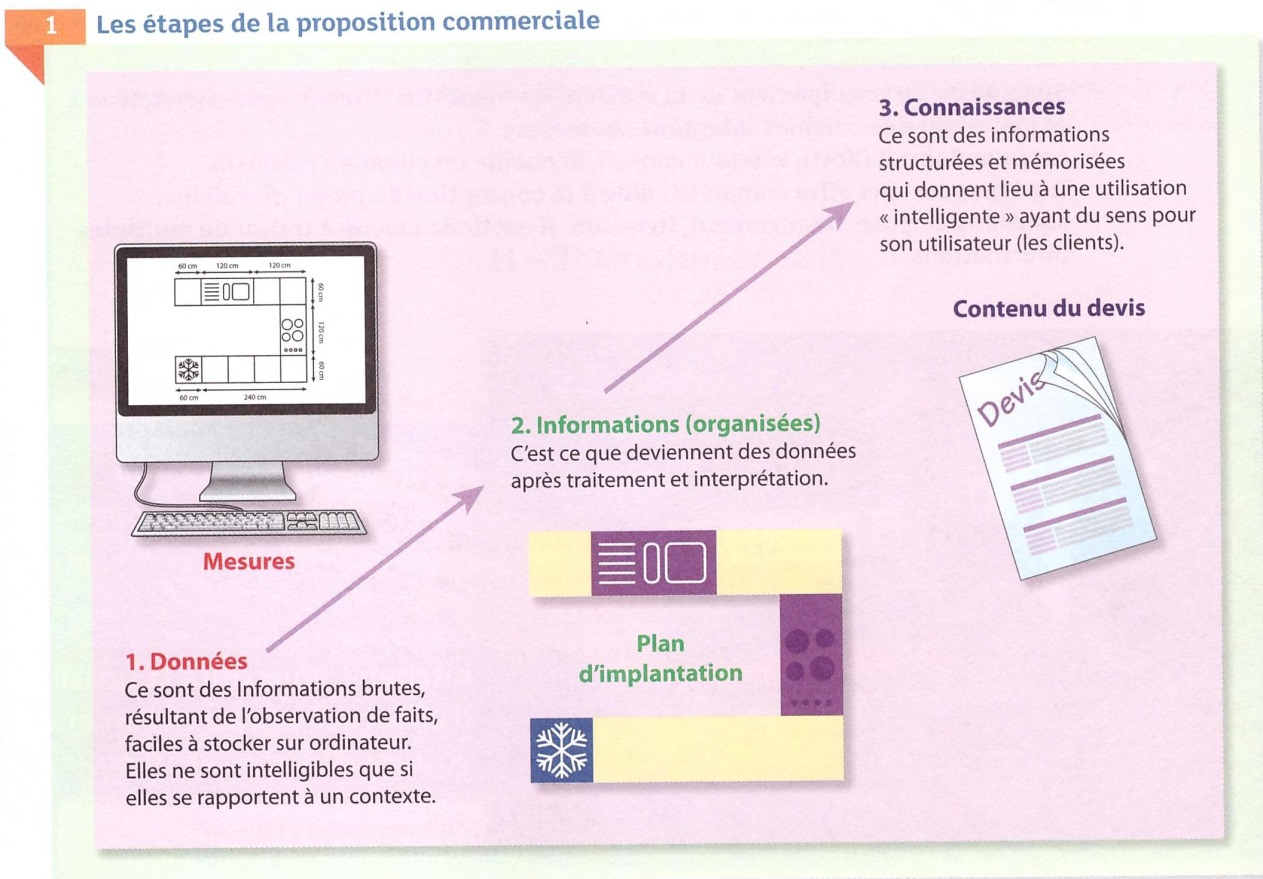 1 Les étapes de la proposition commerciale
3. Connaissances
Ce sont des informations
structurées et mémorisées
qui donnent lieu à une utilisation
« intelligente » ayant du sens pour
son utilisateur (les clients).
Contenu du devis
Devis
60 cm 120 cm 120 cm
60 cm
120 cm
60 cm
60 cm 240 cm
Mesures
2. Informations (organisées)
C'est ce que deviennent des données
après traitement et interprétation.
Plan
d'implantation
1. Données
Ce sont des Informations brutes,
résultant de l'observation de faits,
faciles à stocker sur ordinateur.
Elles ne sont intelligibles que si
elles se rapportent à un contexte.